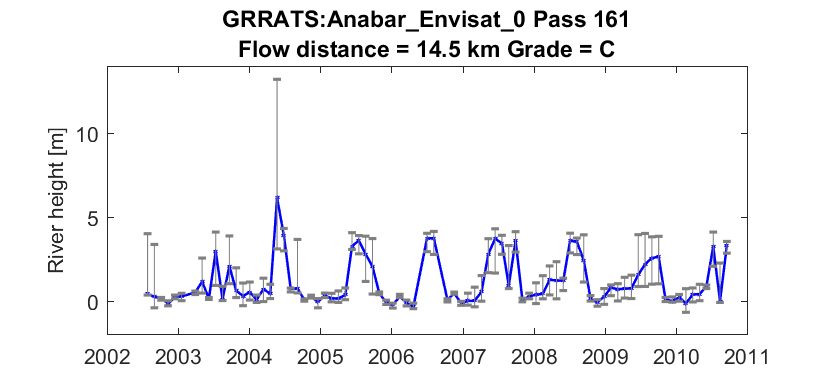 GRRATS:Anabar_Envisat_0 Pass 161
Flow distance = 14.5 km Grade = C
River height [m]
10
5
0
2002 2003 2004 2005 2006 2007 2008 2009 2010 2011